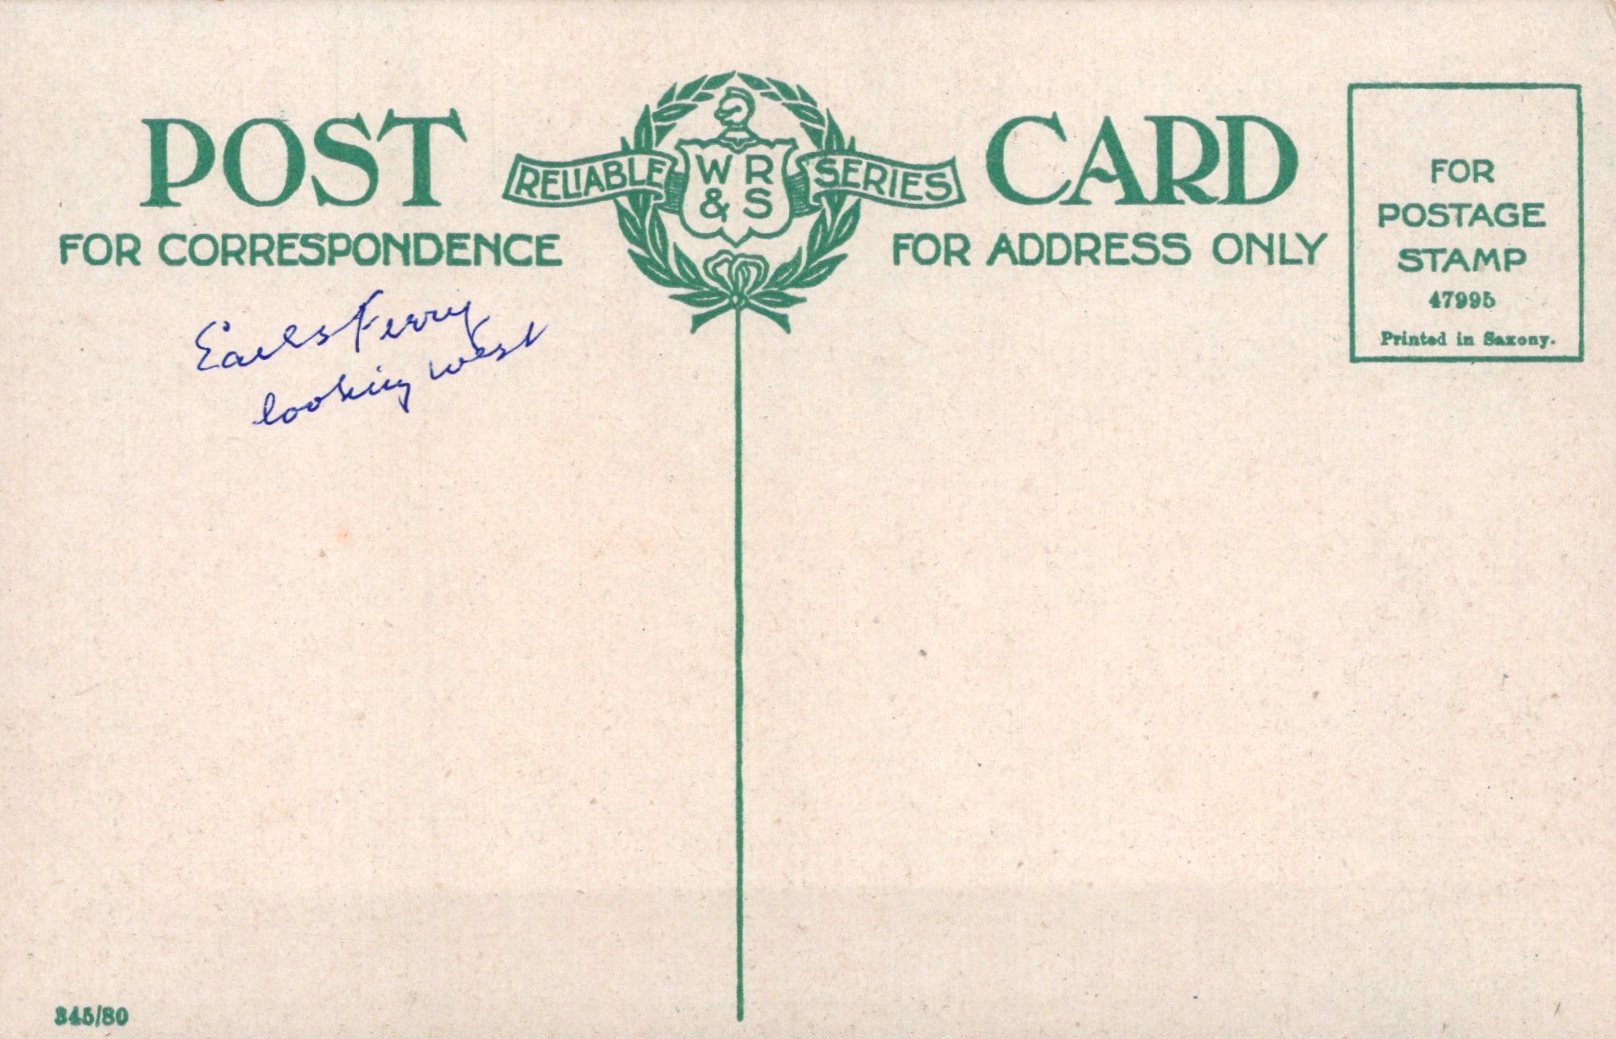 POST CARD
RELIABLE WR & S SERIES
FOR CORRESPONDENCE
FOR ADDRESS ONLY
FOR
POSTAGE
STAMP
47995
Printed in Saxony.
EarlsFerry
looking west
345/80